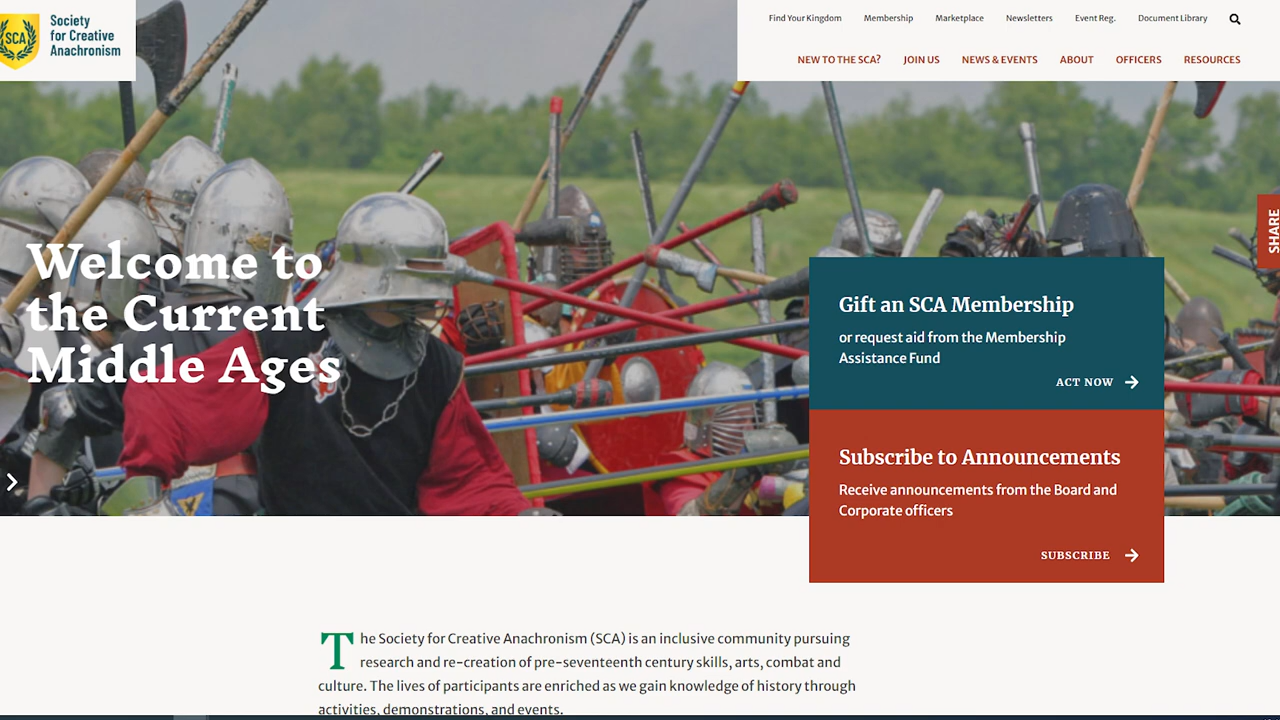 Society
for Creative
Anachronism
SCA
Find Your Kingdom Membership Marketplace Newsletters Event Reg. Document Library
NEW TO THE SCA? JOIN US NEWS & EVENTS ABOUT OFFICERS RESOURCES
SHARE
Welcome to
the Current
Middle Ages
Gift an SCA Membership
or request aid from the Membership
Assistance Fund
ACT NOW
Subscribe to Announcements
Receive announcements from the Board and
Corporate officers
SUBSCRIBE
The Society for Creative Anachronism (SCA) is an inclusive community pursuing
research and re-creation of pre-seventeenth century skills, arts, combat and
culture. The lives of participants are enriched as we gain knowledge of history through
activities, demonstrations, and events.